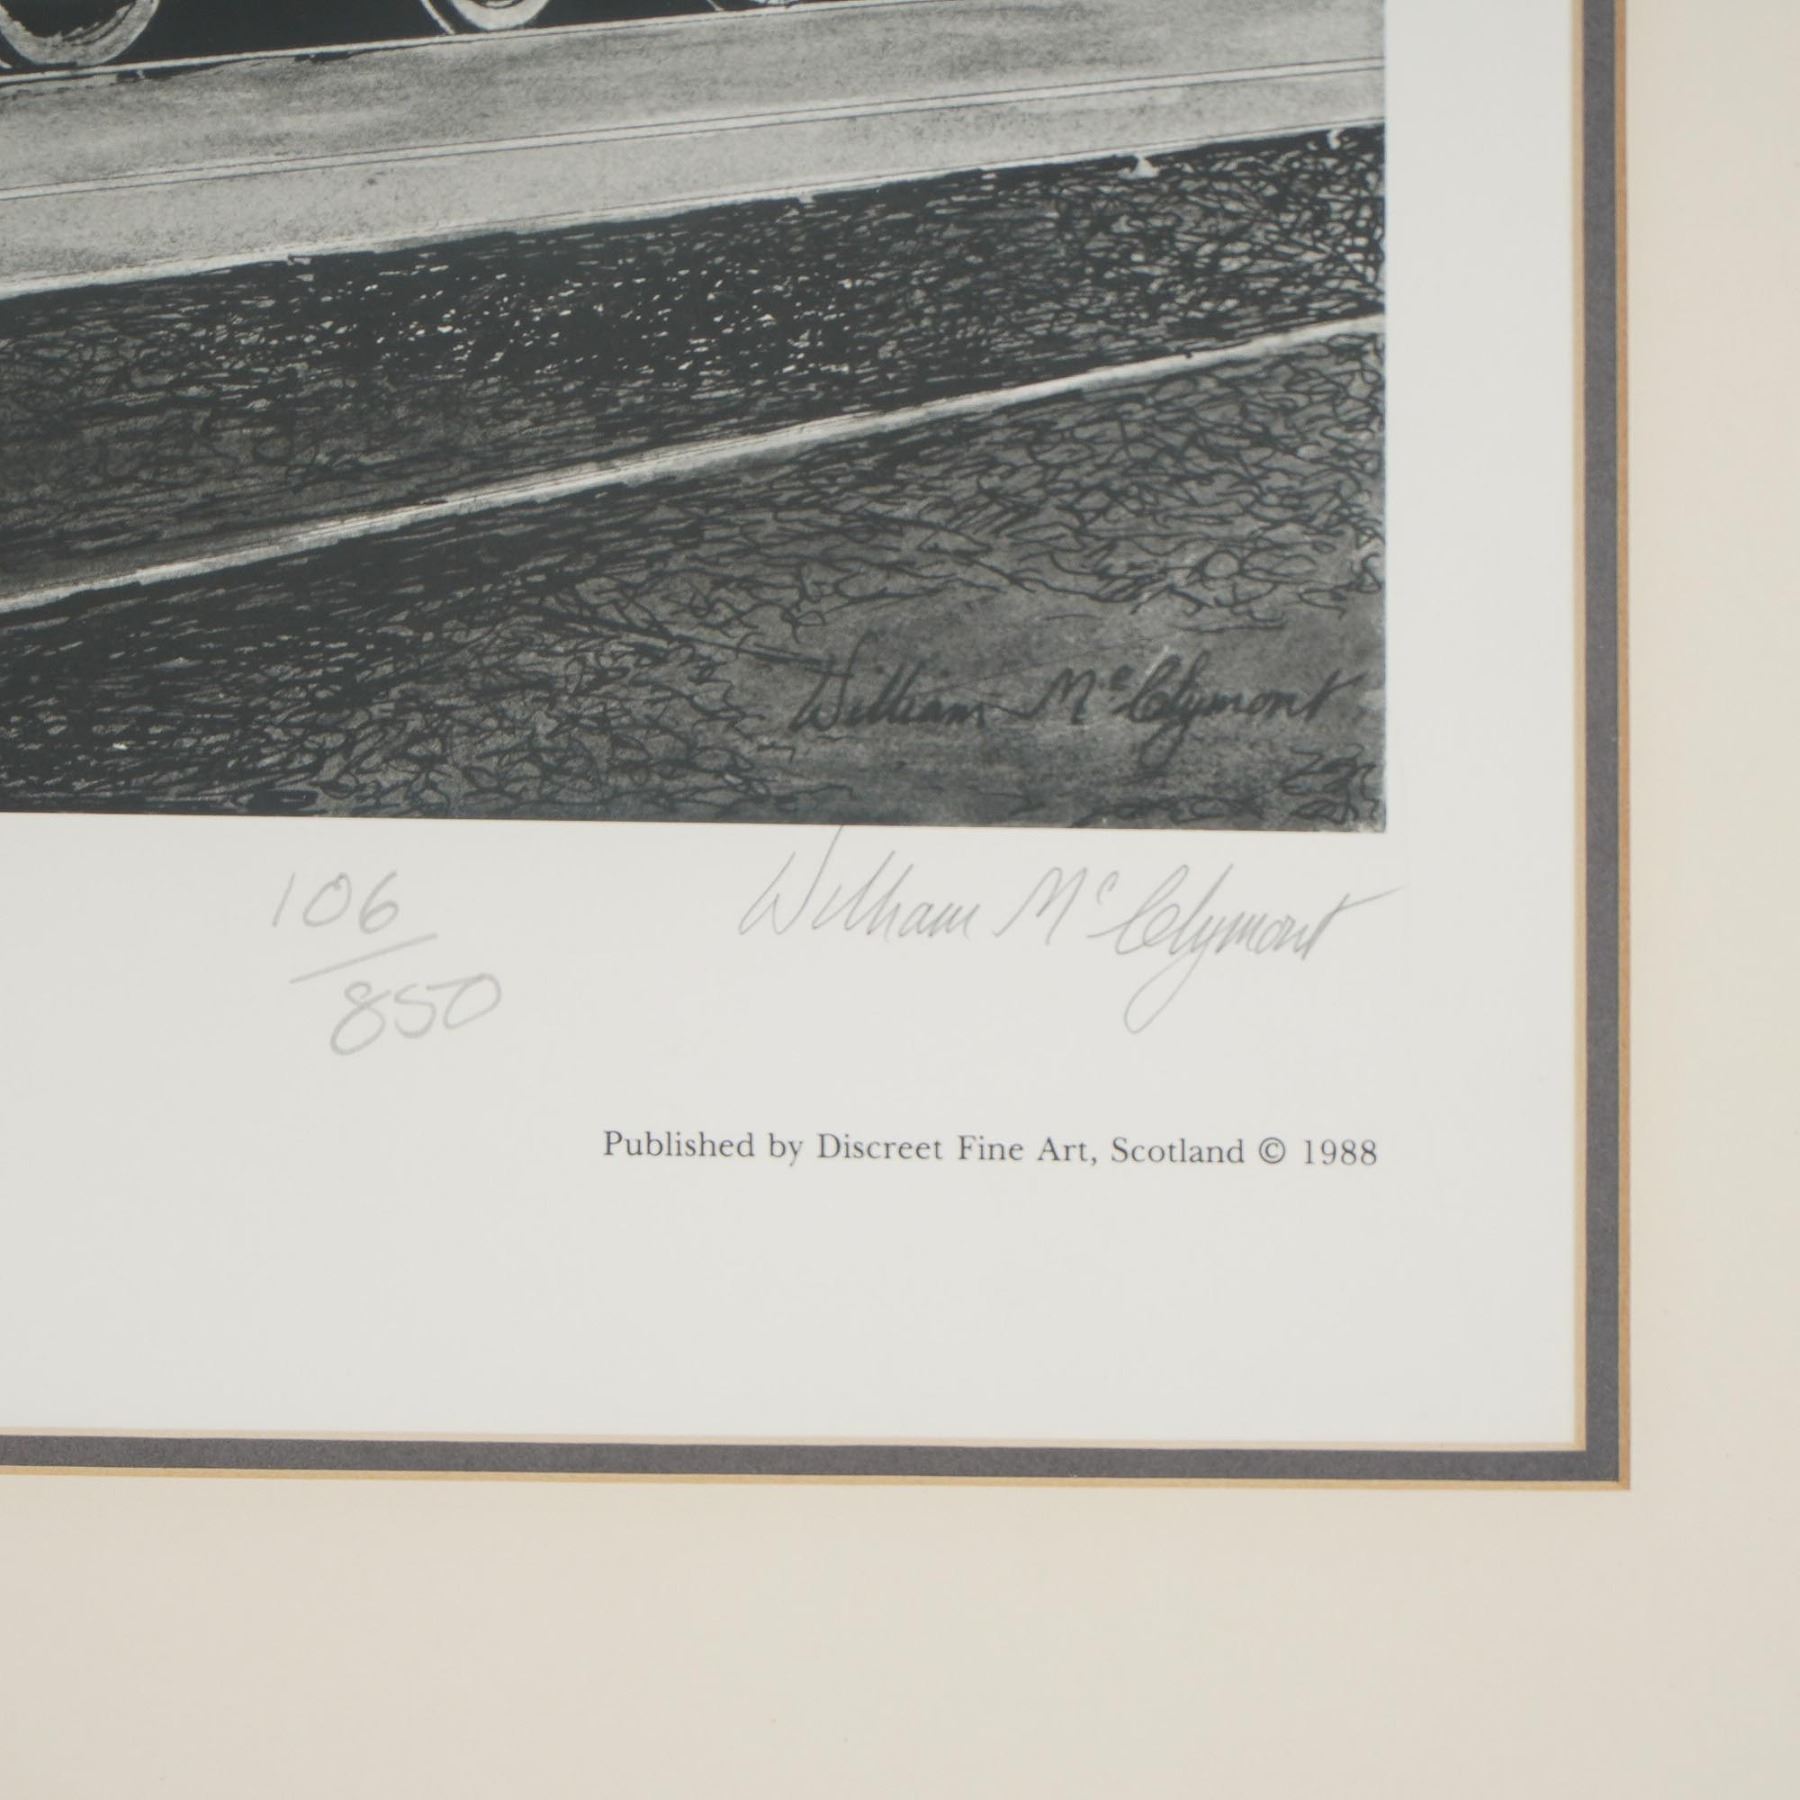 William McClymont
106/850
William McClymont
Published by Discreet Fine Art, Scotland © 1988